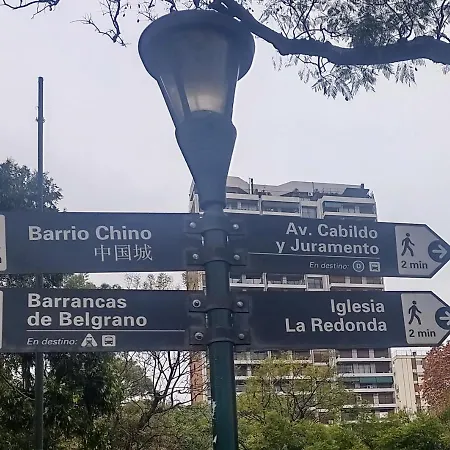 Barrio Chino
中国城
Av. Cabildo
y Juramento
En destino: D
2 min
Barrancas
de Belgrano
En destino:
Iglesia
La Redonda
2 min